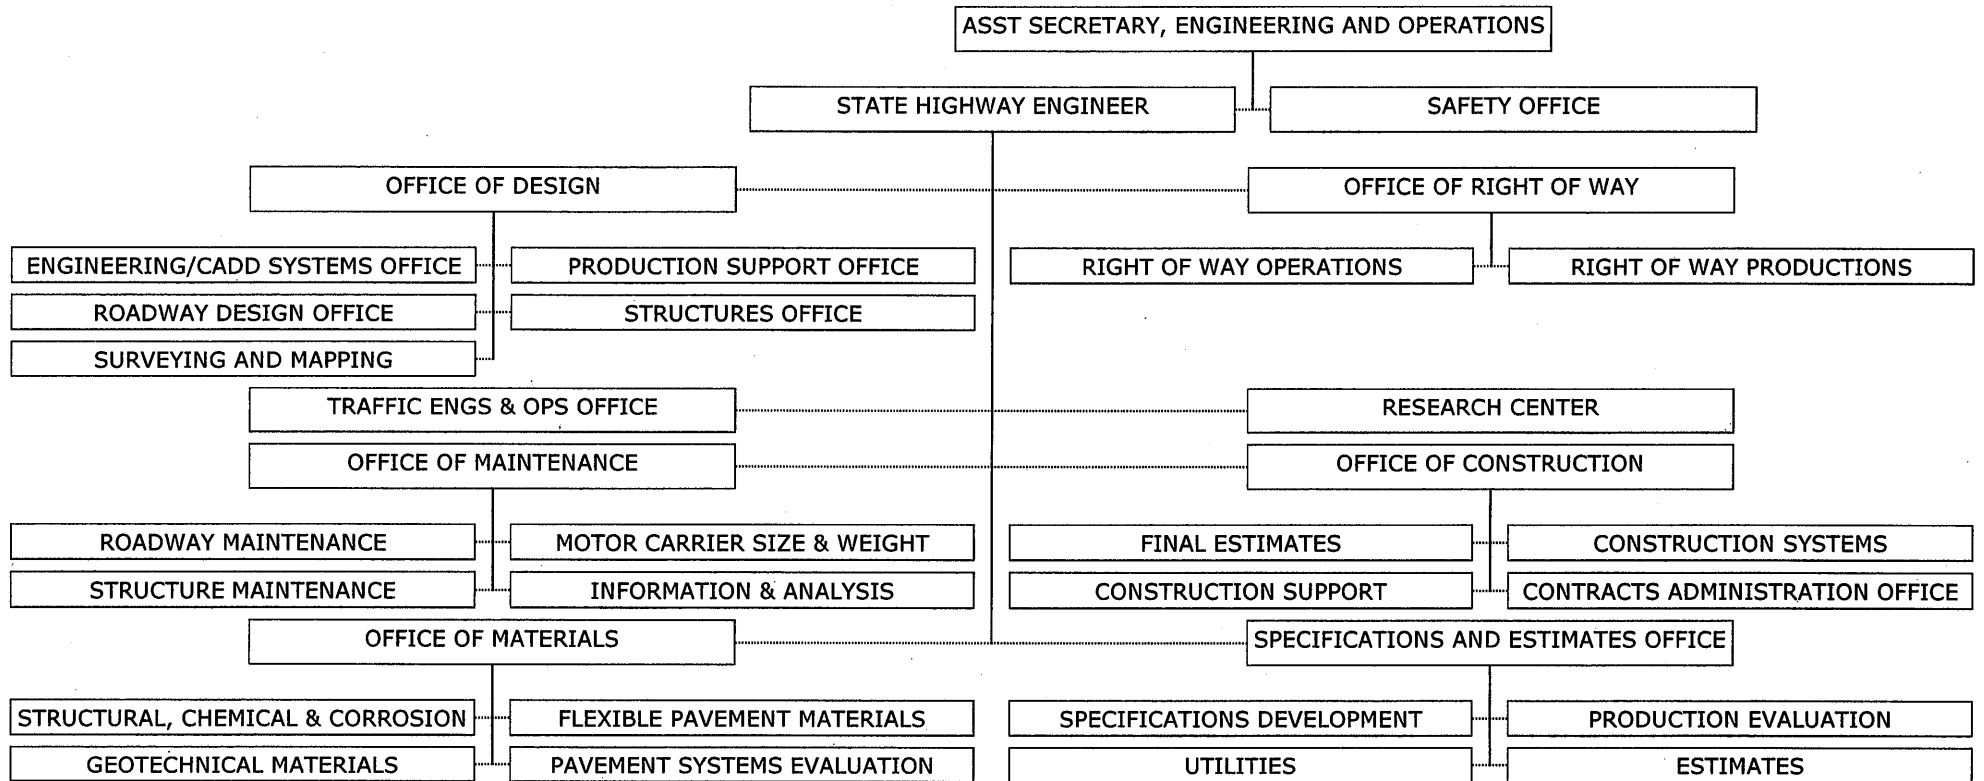 ASST SECRETARY, ENGINEERING AND OPERATIONS
STATE HIGHWAY ENGINEER
SAFETY OFFICE
OFFICE OF DESIGN
OFFICE OF RIGHT OF WAY
ENGINEERING/CADD SYSTEMS OFFICE
PRODUCTION SUPPORT OFFICE
RIGHT OF WAY OPERATIONS
RIGHT OF WAY PRODUCTIONS
ROADWAY DESIGN OFFICE
STRUCTURES OFFICE
SURVEYING AND MAPPING
TRAFFIC ENGS & OPS OFFICE
RESEARCH CENTER
OFFICE OF MAINTENANCE
OFFICE OF CONSTRUCTION
ROADWAY MAINTENANCE
MOTOR CARRIER SIZE & WEIGHT
FINAL ESTIMATES
CONSTRUCTION SYSTEMS
STRUCTURE MAINTENANCE
INFORMATION & ANALYSIS
CONSTRUCTION SUPPORT
CONTRACTS ADMINISTRATION OFFICE
OFFICE OF MATERIALS
SPECIFICATIONS AND ESTIMATES OFFICE
STRUCTURAL, CHEMICAL & CORROSION
FLEXIBLE PAVEMENT MATERIALS
SPECIFICATIONS DEVELOPMENT
PRODUCTION EVALUATION
GEOTECHNICAL MATERIALS
PAVEMENT SYSTEMS EVALUATION
UTILITIES
ESTIMATES